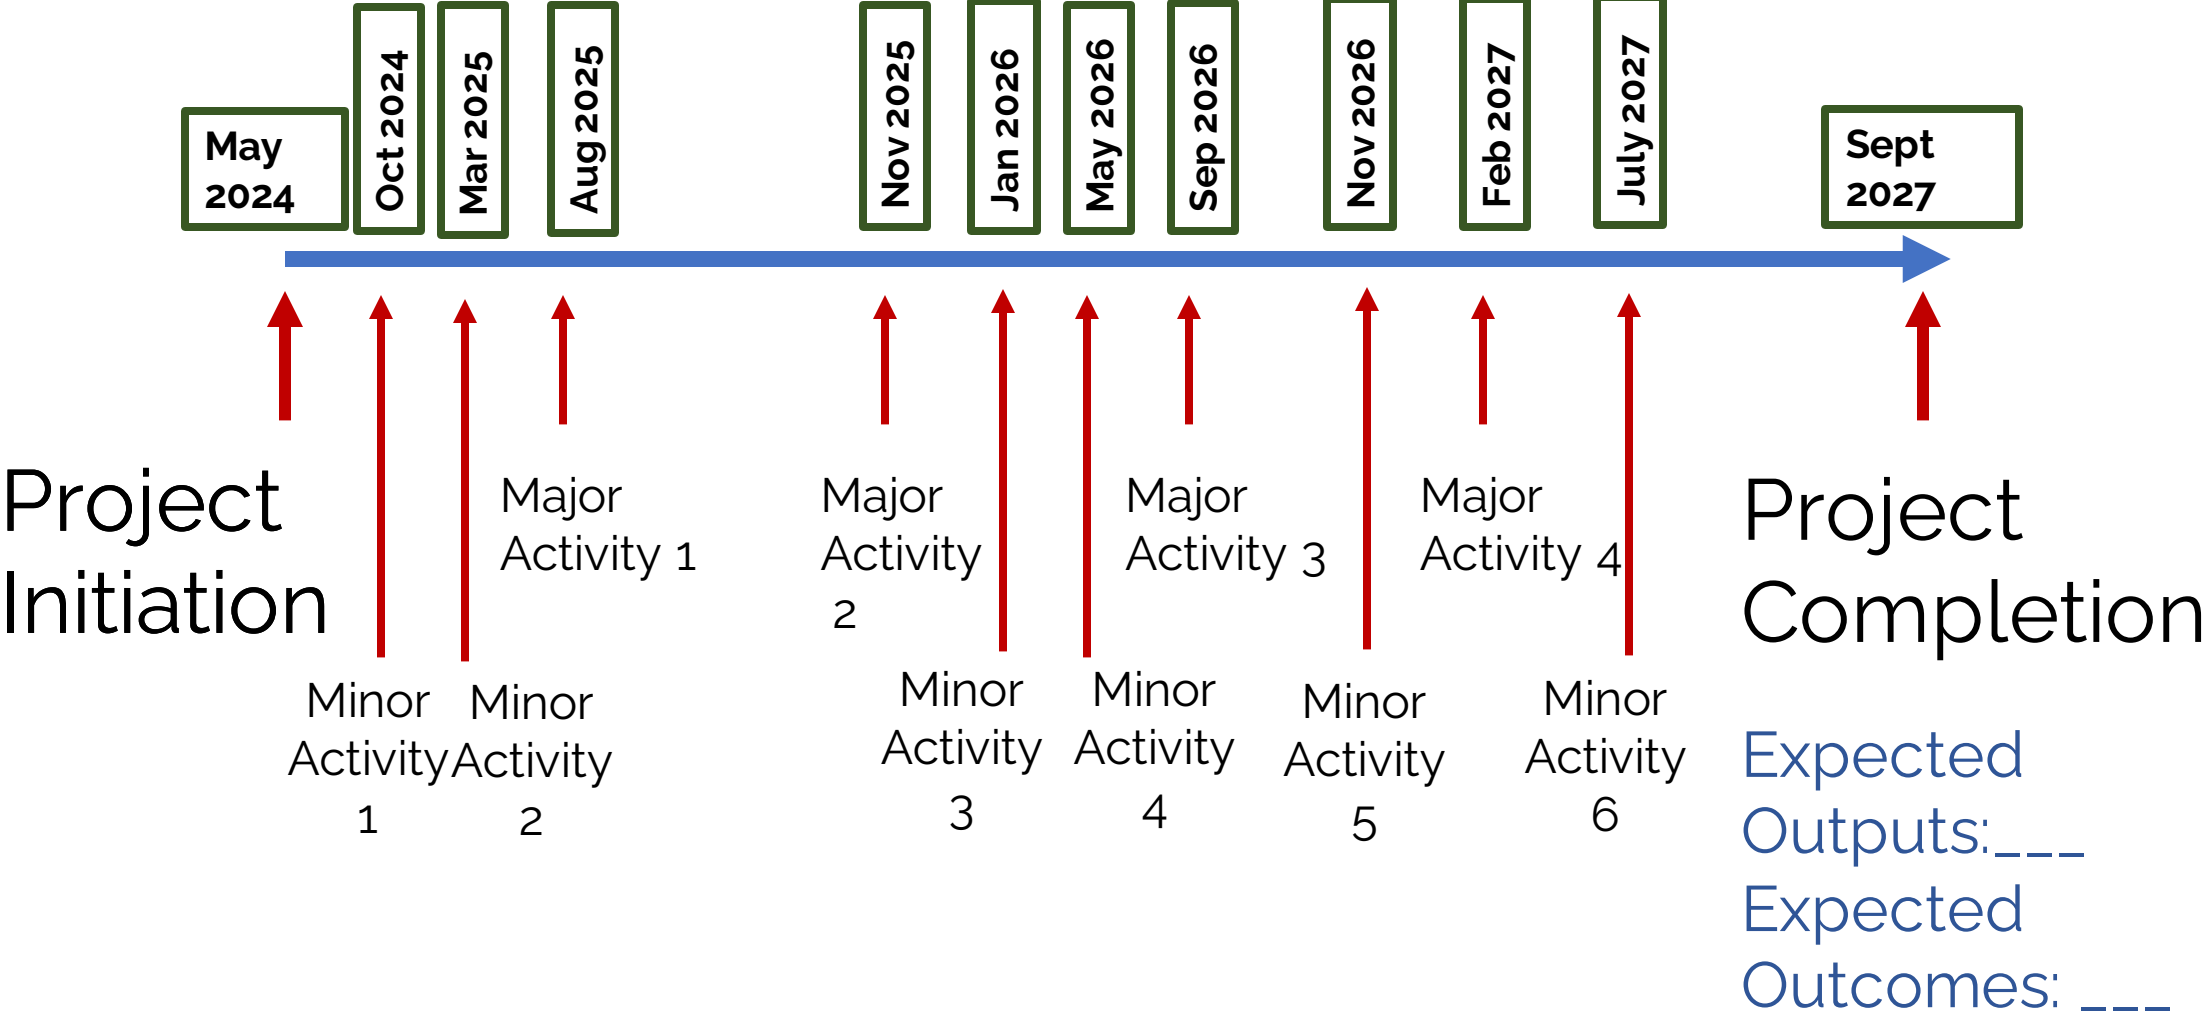 May
2024
Oct 2024
Mar 2025
Aug 2025
Nov 2025
Jan 2026
May 2026
Sep 2026
Nov 2026
Feb 2027
July 2027
Sept
2027
Project
Initiation
Major
Activity 1
Major
Activity
2
Major
Activity 3
Major
Activity 4
Project
Completion
Minor
Activity
1
Minor
Activity
2
Minor
Activity
3
Minor
Activity
4
Minor
Activity
5
Minor
Activity
6
Expected
Outputs:___
Expected
Outcomes: ___